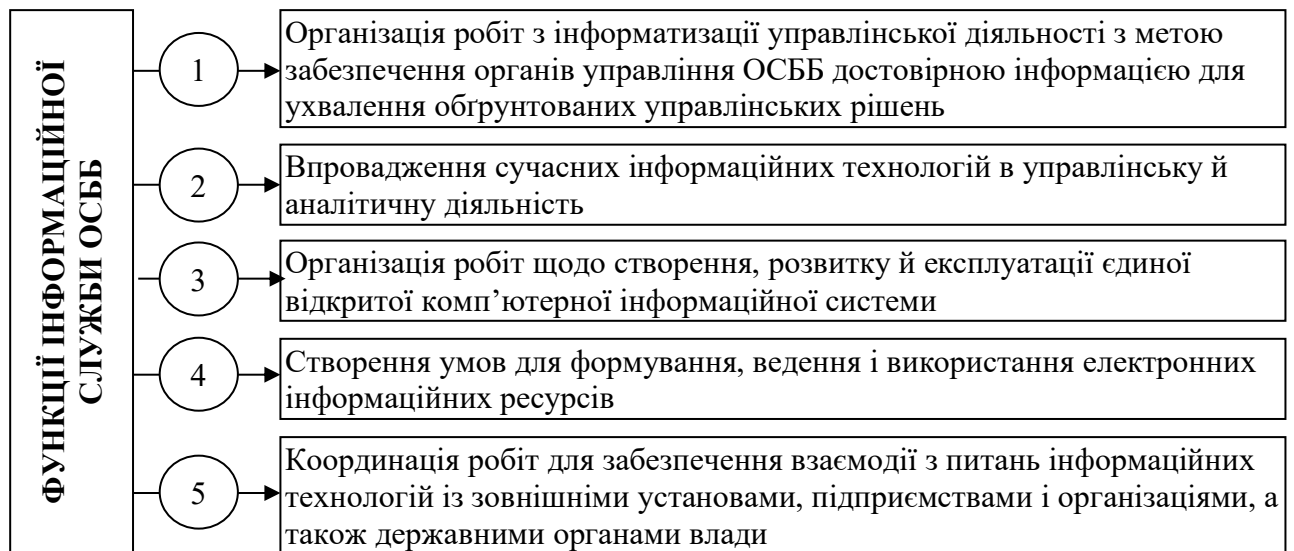 ФУНКЦІЇ ІНФОРМАЦІЙНОЇ
СЛУЖБИ ОСББ
1
Організація робіт з інформатизації управлінської діяльності з метою
забезпечення органів управління ОСББ достовірною інформацією для
ухвалення обґрунтованих управлінських рішень
2
Впровадження сучасних інформаційних технологій в управлінську й
аналітичну діяльність
3
Організація робіт щодо створення, розвитку й експлуатації єдиної
відкритої комп’ютерної інформаційної системи
4
Створення умов для формування, ведення і використання електронних
інформаційних ресурсів
5
Координація робіт для забезпечення взаємодії з питань інформаційних
технологій із зовнішніми установами, підприємствами і організаціями, а
також державними органами влади